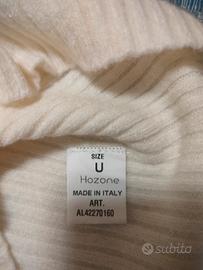 SIZE
U
Hozone
MADE IN ITALY
ART.
AL42270160
subito